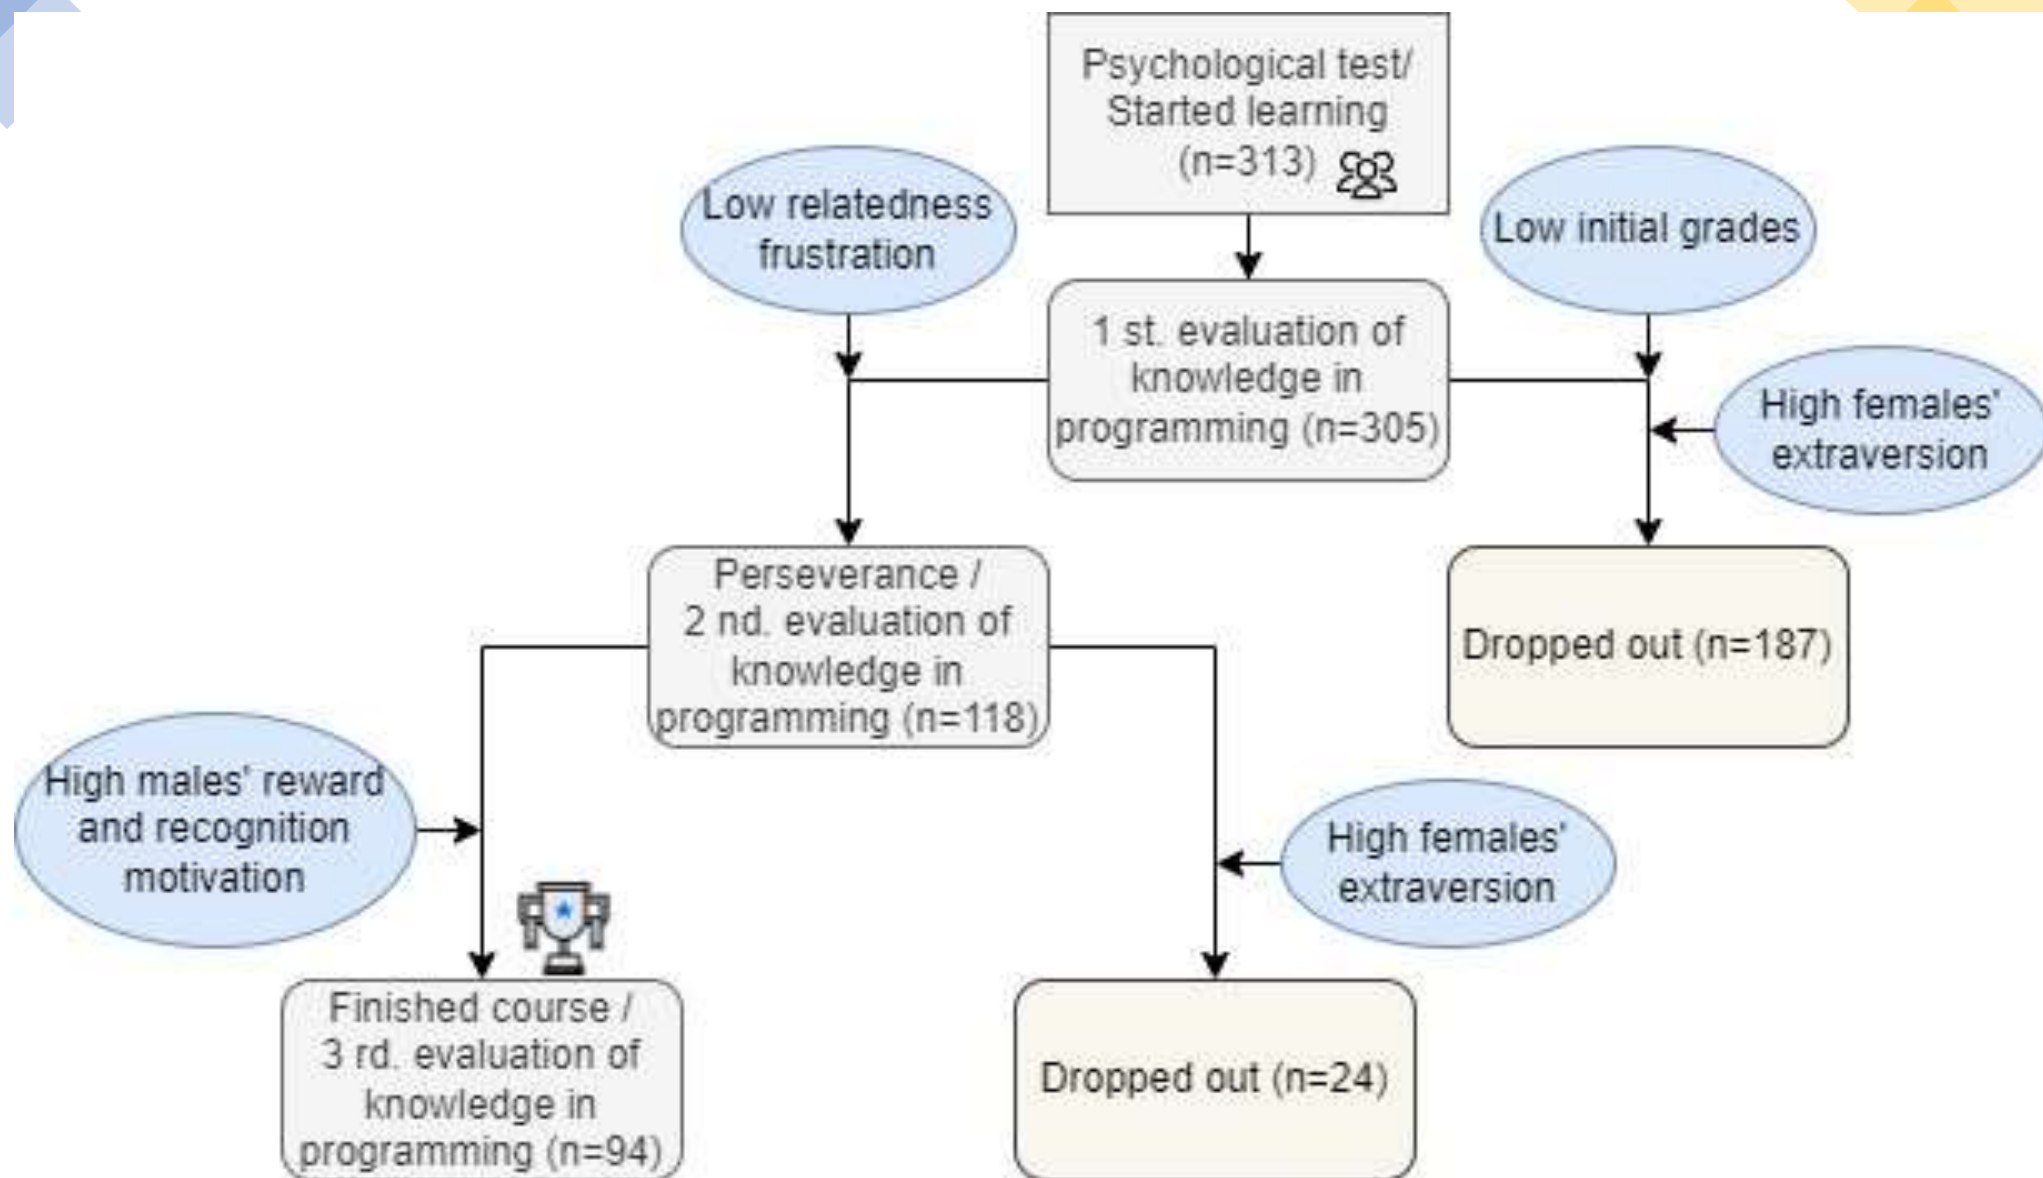 Psychological test/
Started learning
(n=313)
Low relatedness
frustration
Low initial grades
1 st. evaluation of
knowledge in
programming (n=305)
High females'
extraversion
Perseverance /
2 nd. evaluation of
knowledge in
programming (n=118)
Dropped out (n=187)
High males' reward
and recognition
motivation
High females'
extraversion
Finished course /
3 rd. evaluation of
knowledge in
programming (n=94)
Dropped out (n=24)